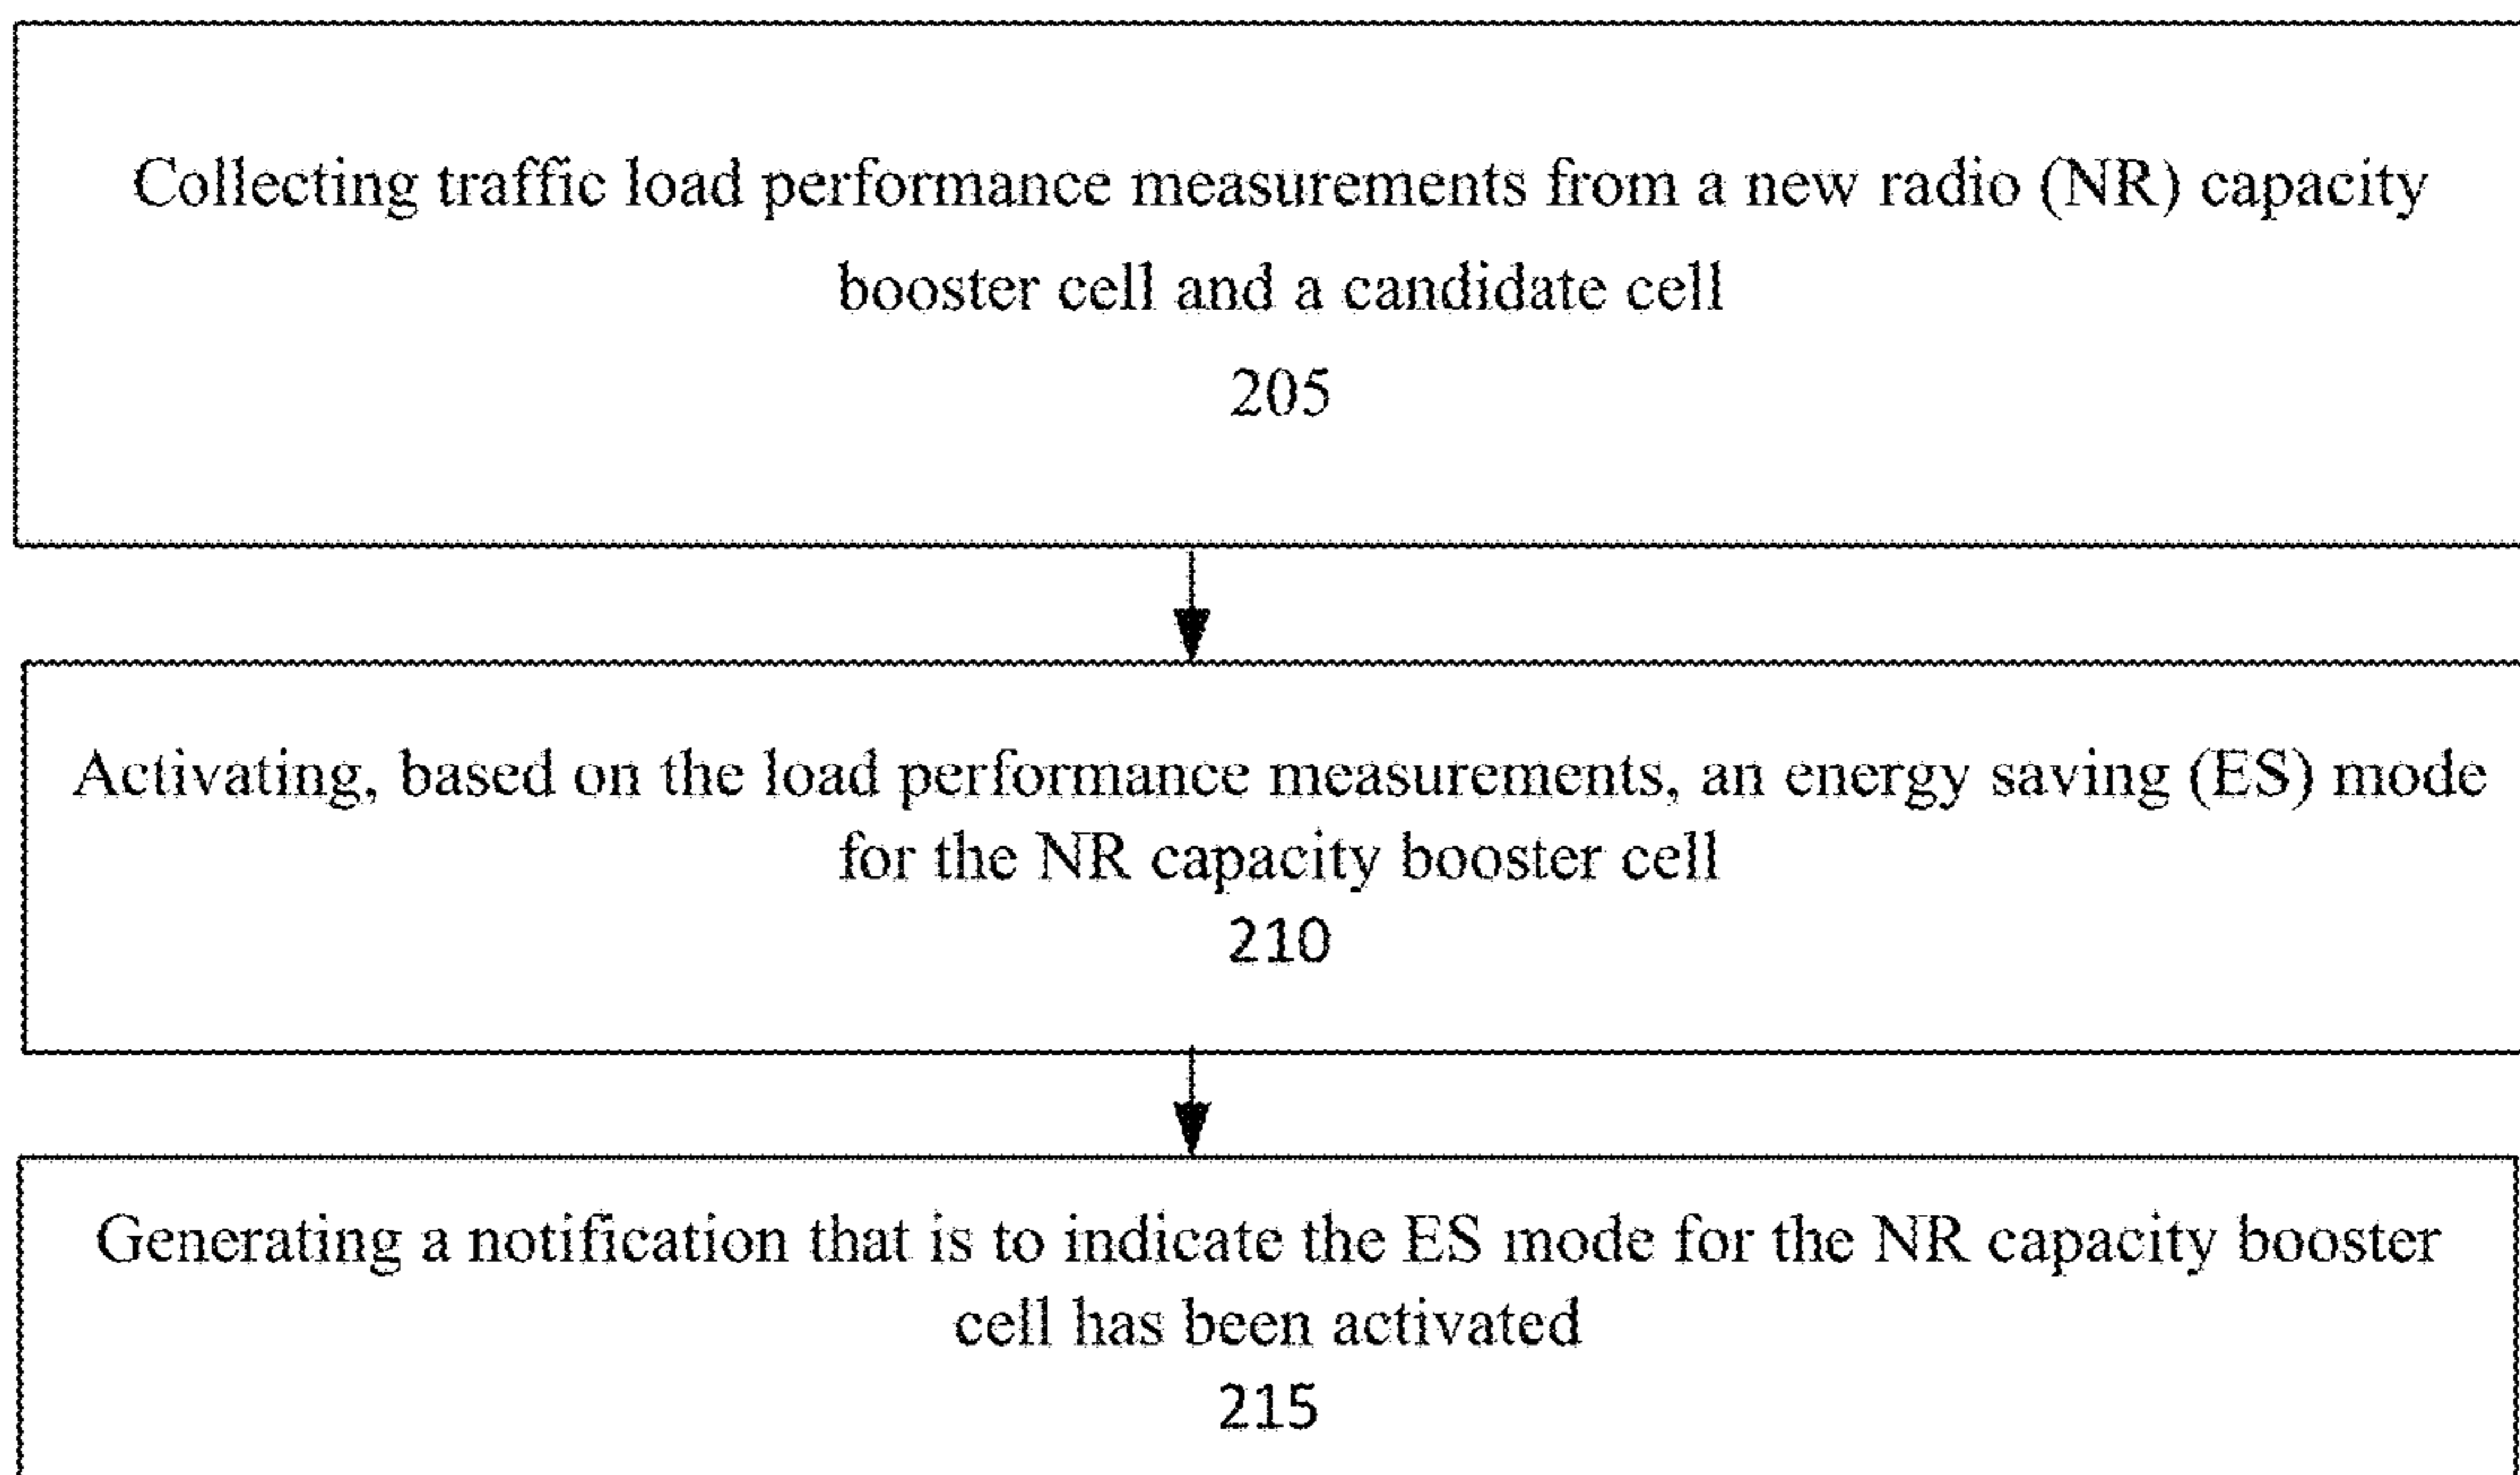 Collecting traffic load performance measurements from a new radio (NR) capacity
booster cell and a candidate cell
205
Activating, based on the load performance measurements, an energy saving (ES) mode
for the NR capacity booster cell
210
Generating a notification that is to indicate the ES mode for the NR capacity booster
cell has been activated
215